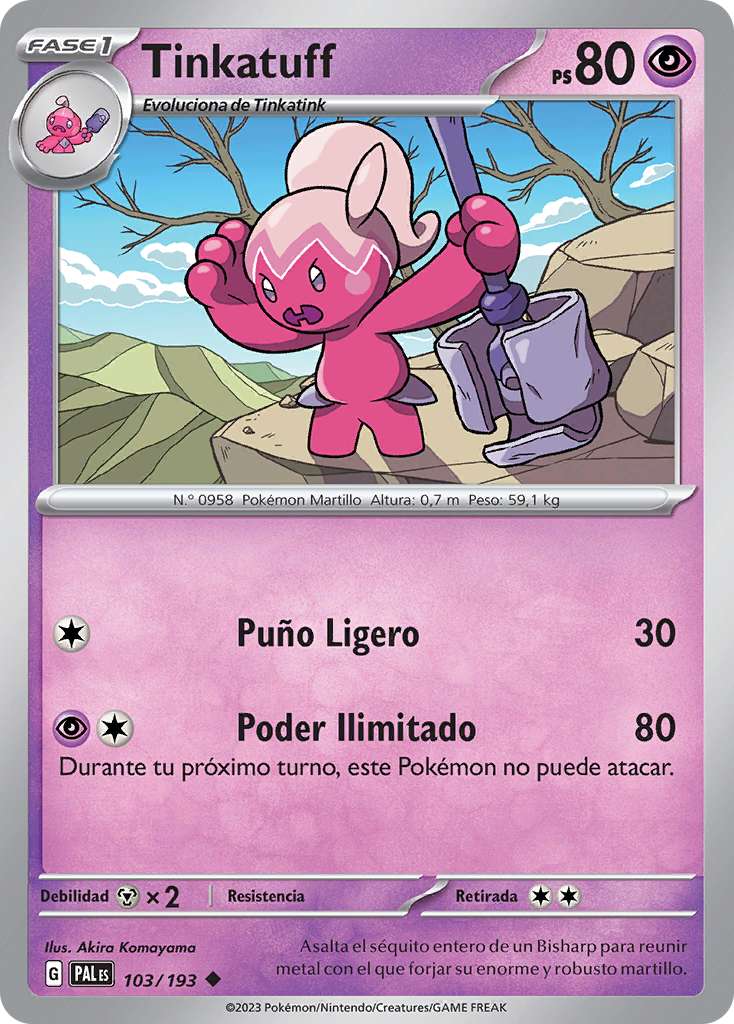 FASE 1
Tinkatuff
PS 80
Evoluciona de Tinkatink
N.º 0958 Pokémon Martillo Altura: 0,7 m Peso: 59,1 kg
Puño Ligero 30
Poder Ilimitado 80
Durante tu próximo turno, este Pokémon no puede atacar.
Debilidad ×2 Resistencia Retirada
Ilus. Akira Komayama
Asalta el séquito entero de un Bisharp para reunir
metal con el que forjar su enorme y robusto martillo.
G PAL ES 103/193
©2023 Pokémon/Nintendo/Creatures/GAME FREAK